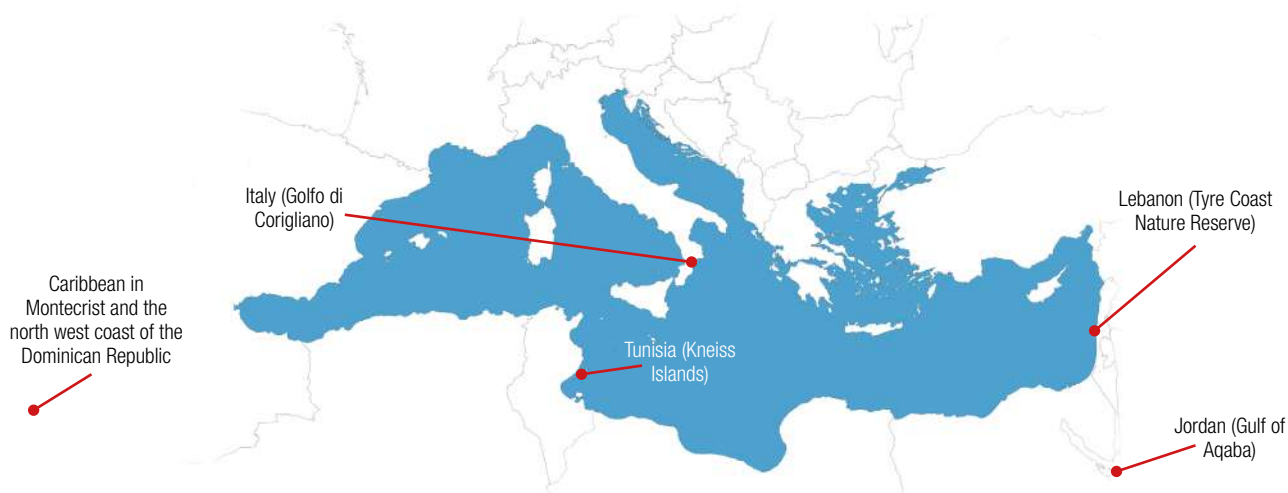 Italy (Golfo di
Corigliano)
Lebanon (Tyre Coast
Nature Reserve)
Caribbean in
Montecrist and the
north west coast of the
Dominican Republic
Tunisia (Kneiss
Islands)
Jordan (Gulf of
Aqaba)